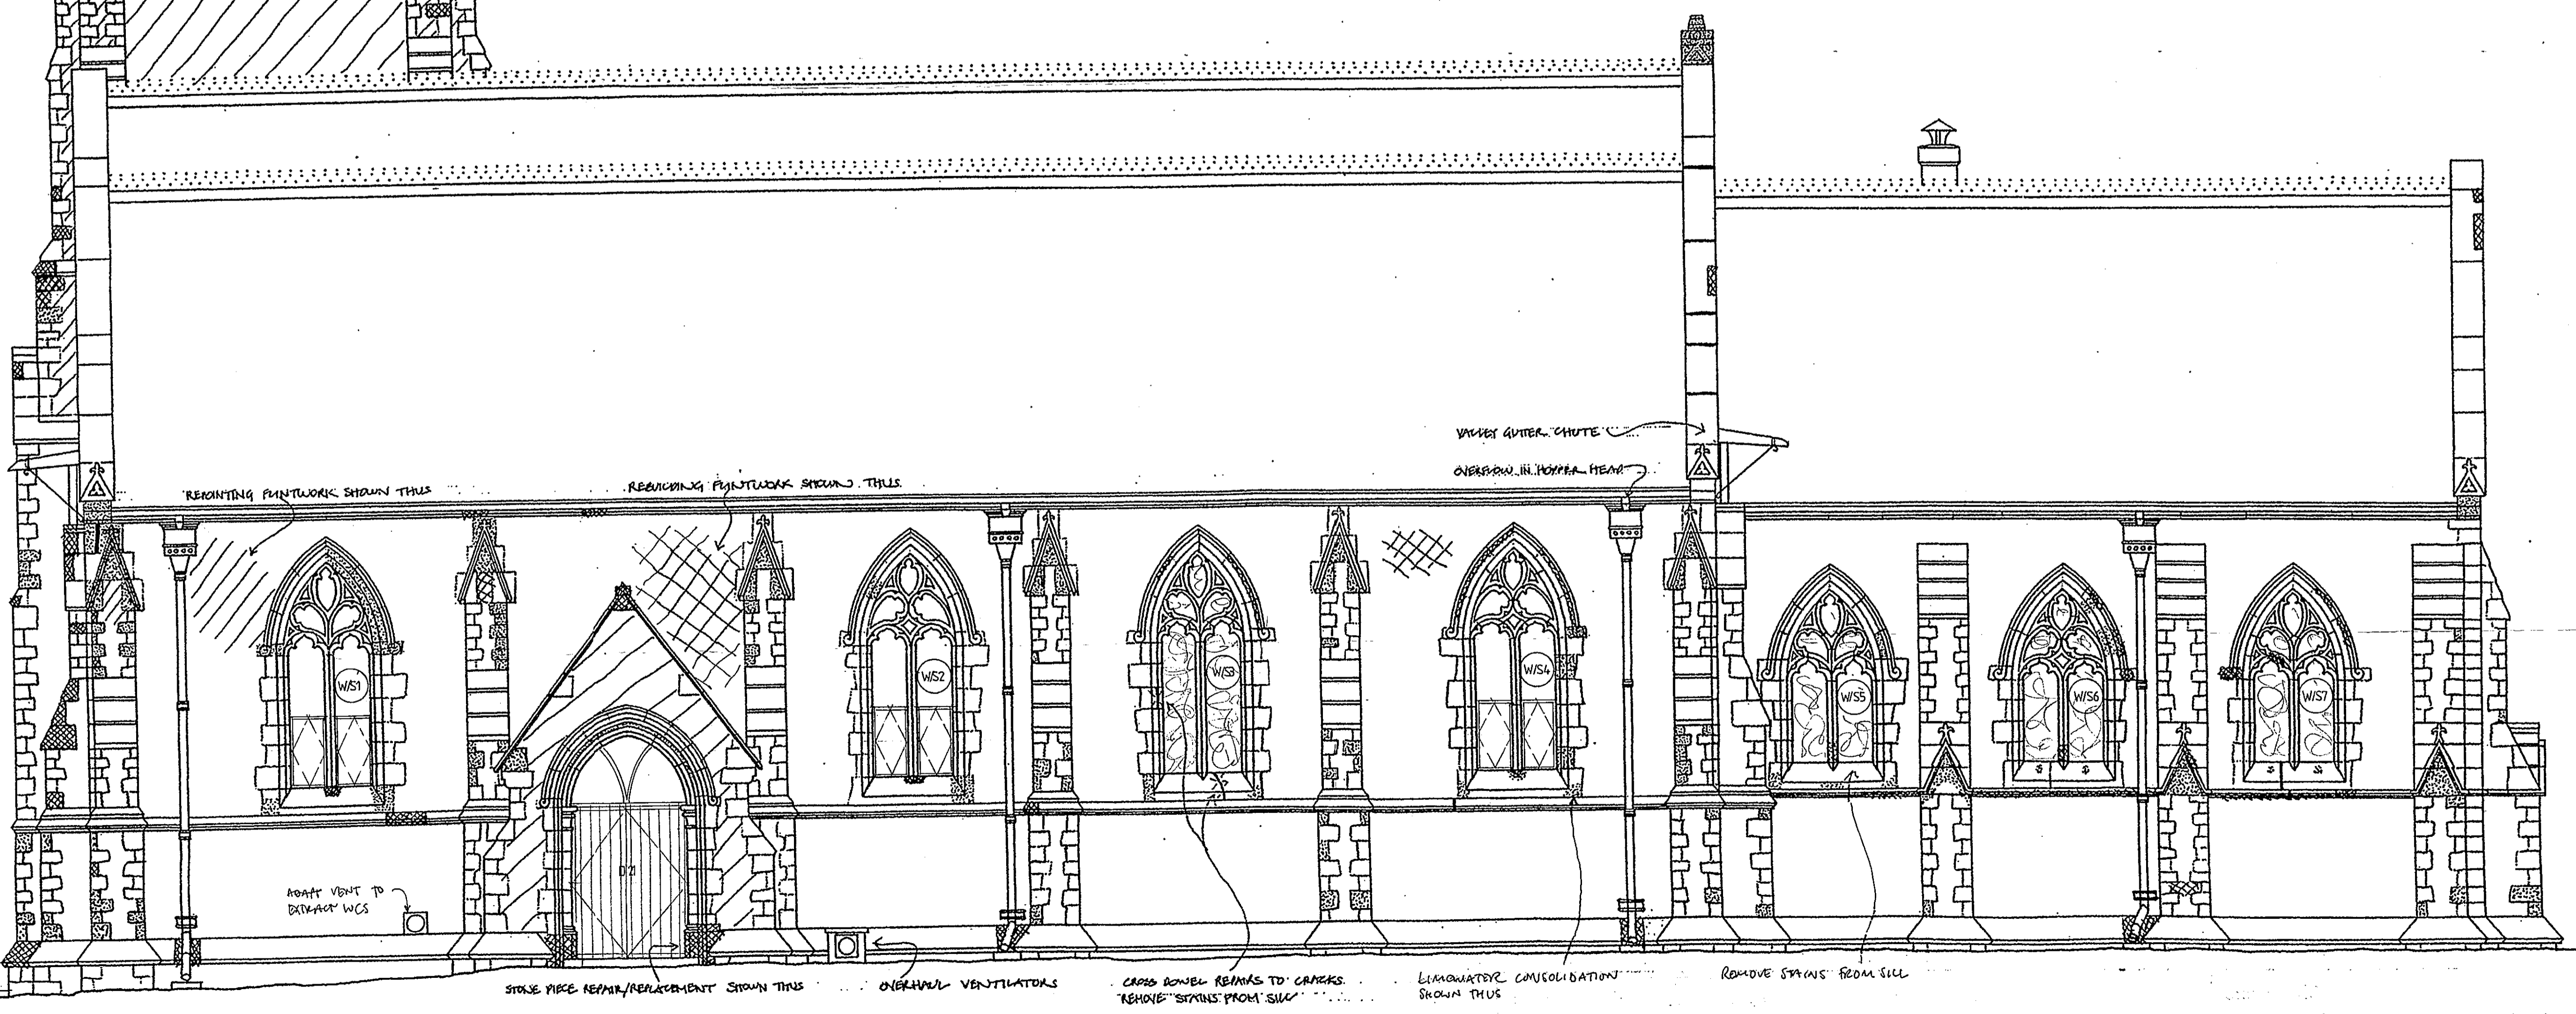 VALLEY GUTTER CHUTE
OVERFLOW IN HOPPER HEAD
REPOINTING FLINTWORK SHOWN THUS
REBUILDING FLINTWORK SHOWN THUS
W/S1
W/S2
W/S3
W/S4
W/S5
W/S6
W/S7
D21
ADAPT VENT TO
EXTRACT WCS
STONE PIECE REPAIR/REPLACEMENT SHOWN THUS
OVERHAUL VENTILATORS
CROSS DOWEL REPAIRS TO CRACKS.
REMOVE STAINS FROM SILL
LIMEWATER CONSOLIDATION
SHOWN THUS
REMOVE STAINS FROM SILL